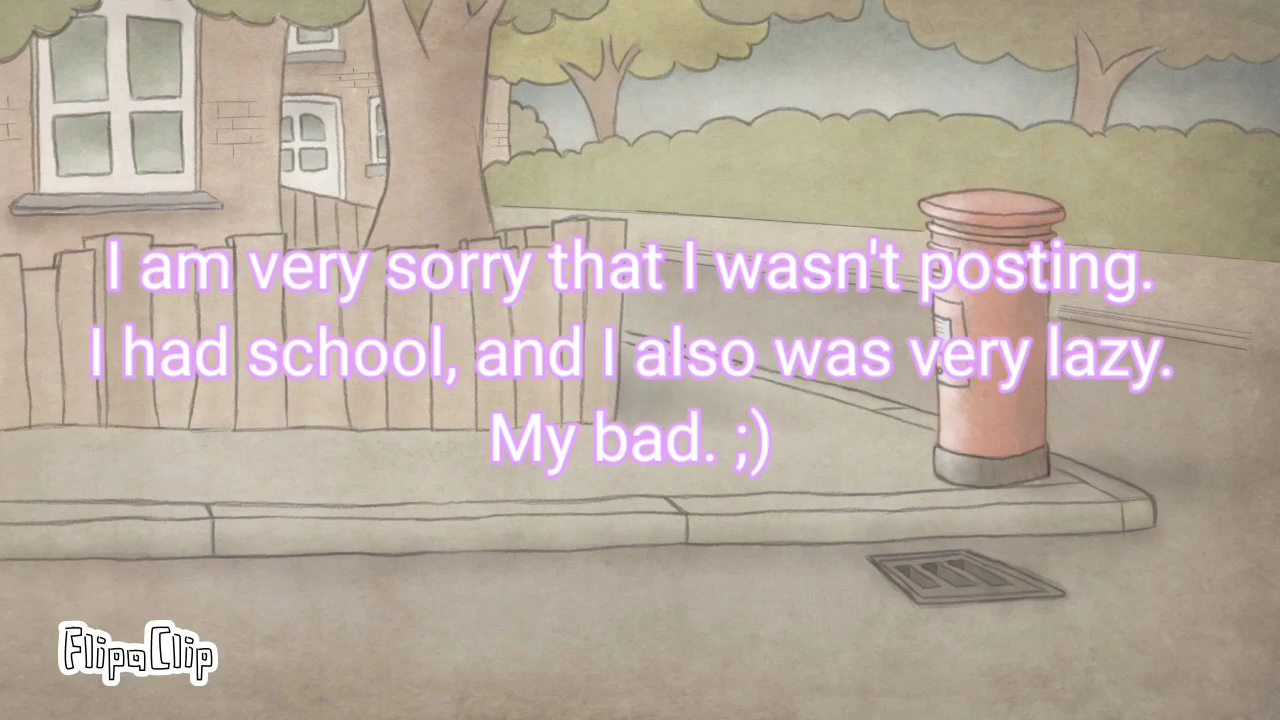 I am very sorry that I wasn't posting.
I had school, and I also was very lazy.
My bad. ;)
FlipaClip